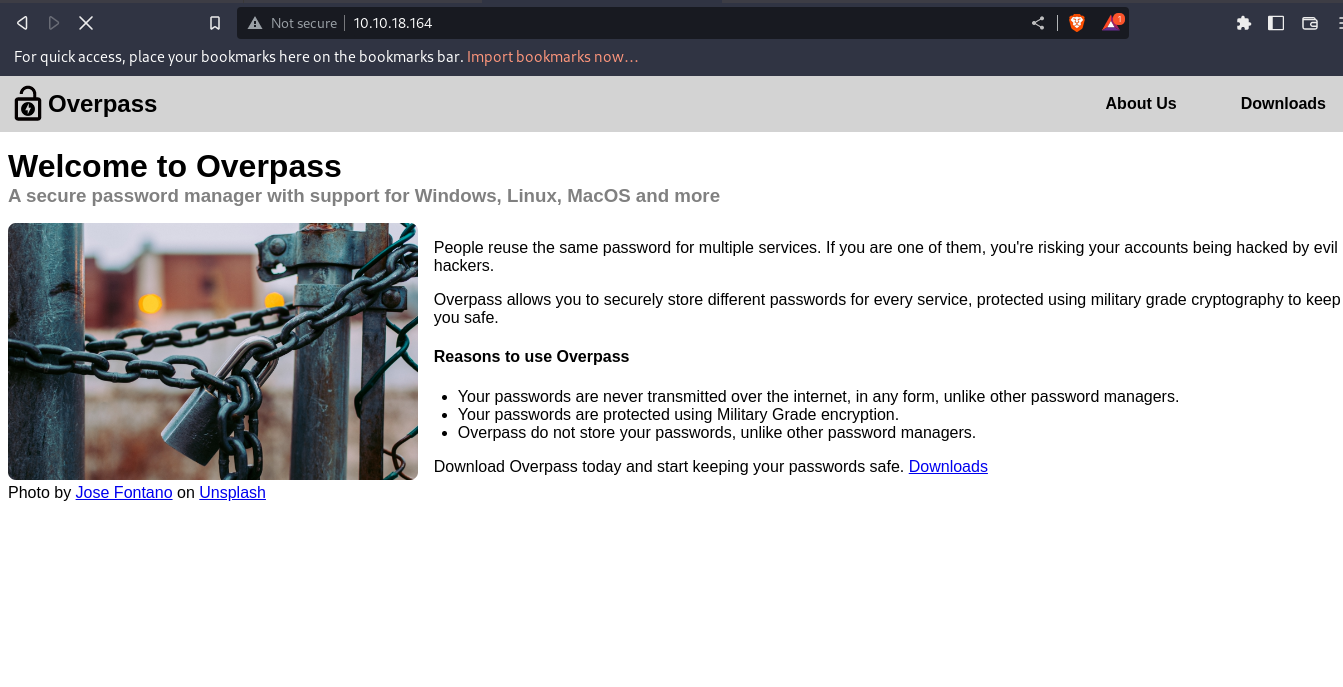 Not secure 10.10.18.164
1
For quick access, place your bookmarks here on the bookmarks bar. Import bookmarks now…
Overpass
About Us
Downloads
Welcome to Overpass
A secure password manager with support for Windows, Linux, MacOS and more
People reuse the same password for multiple services. If you are one of them, you're risking your accounts being hacked by evil
hackers.
Overpass allows you to securely store different passwords for every service, protected using military grade cryptography to keep
you safe.
Reasons to use Overpass
• Your passwords are never transmitted over the internet, in any form, unlike other password managers.
• Your passwords are protected using Military Grade encryption.
• Overpass do not store your passwords, unlike other password managers.
Download Overpass today and start keeping your passwords safe. Downloads
Photo by Jose Fontano on Unsplash